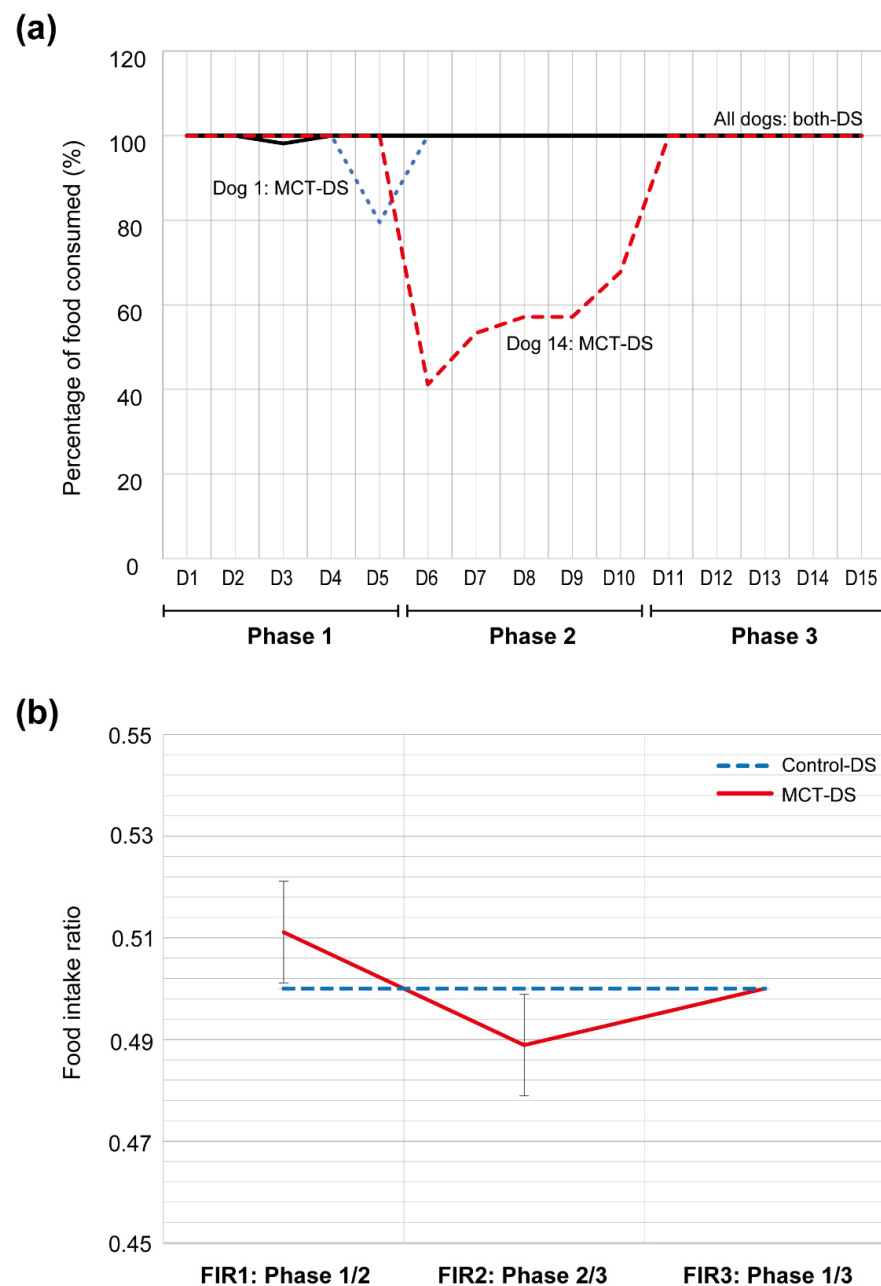 (a)
Percentage of food consumed (%)
120
100
80
60
40
20
0
All dogs: both-DS
Dog 1: MCT-DS
Dog 14: MCT-DS
D1 D2 D3 D4 D5 D6 D7 D8 D9 D10 D11 D12 D13 D14 D15
Phase 1 Phase 2 Phase 3
(b)
Food intake ratio
0.55
0.53
0.51
0.49
0.47
0.45
Control-DS
MCT-DS
FIR1: Phase 1/2 FIR2: Phase 2/3 FIR3: Phase 1/3